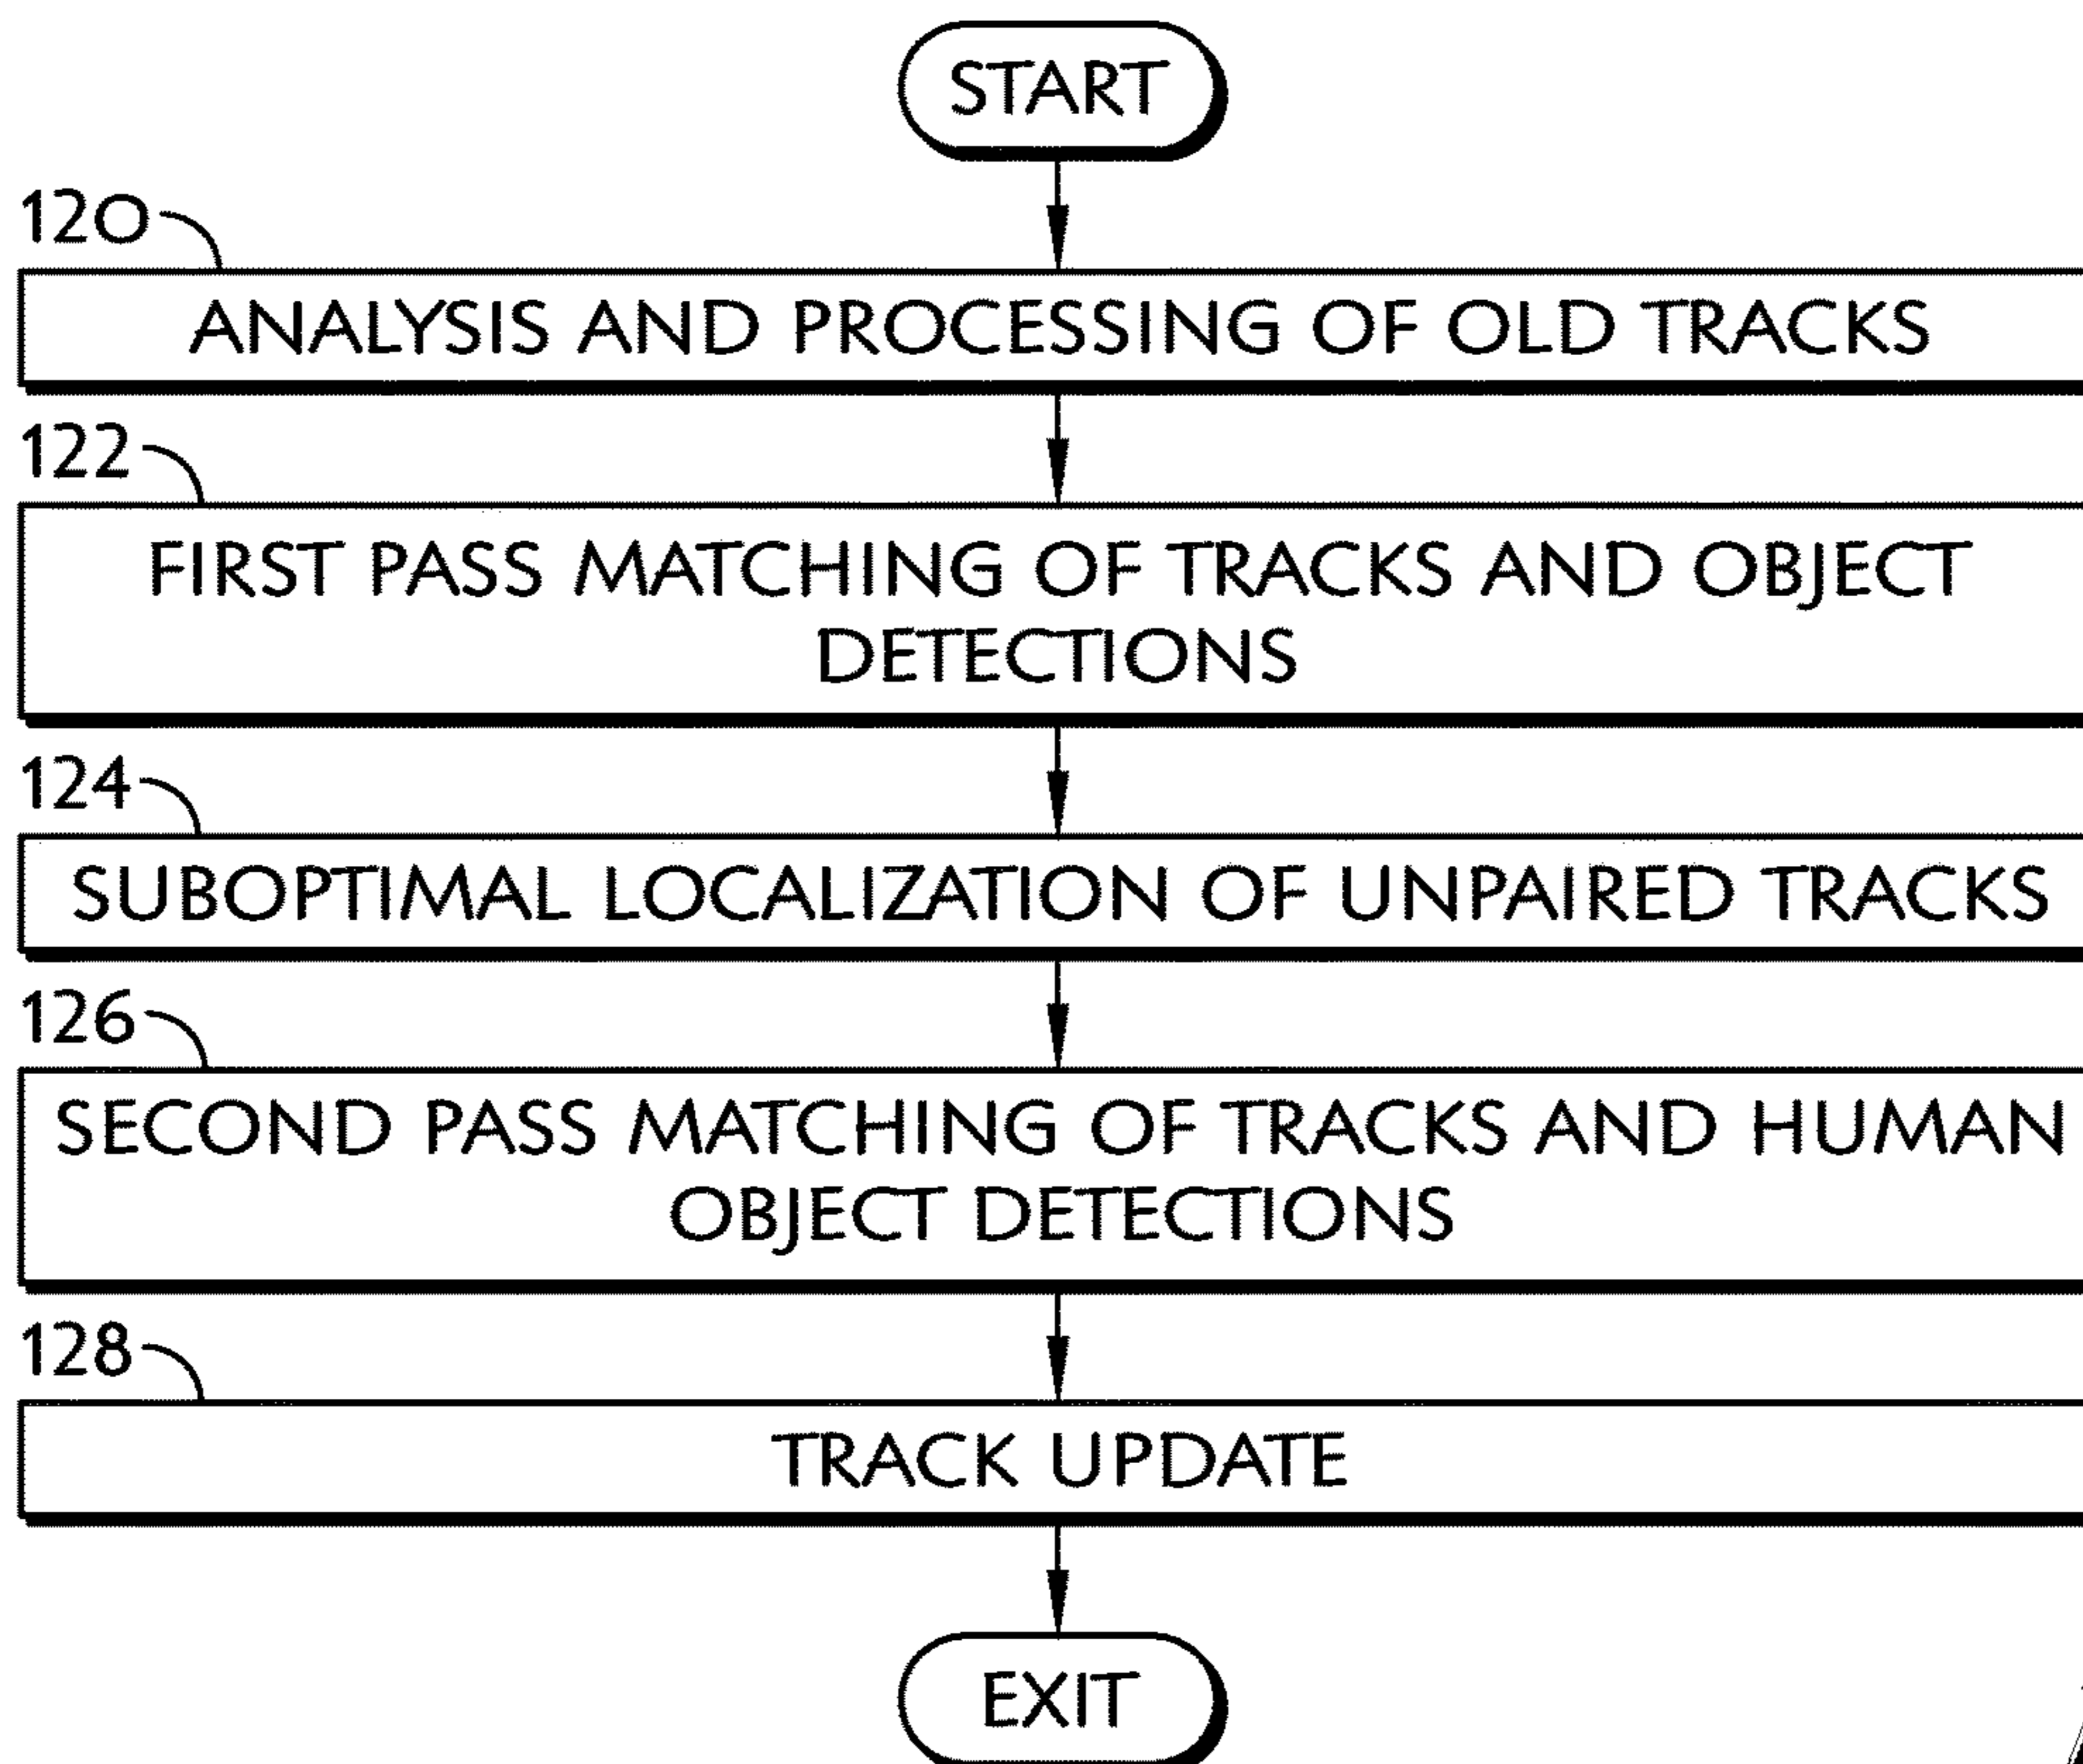 START
120
ANALYSIS AND PROCESSING OF OLD TRACKS
122
FIRST PASS MATCHING OF TRACKS AND OBJECT
DETECTIONS
124
SUBOPTIMAL LOCALIZATION OF UNPAIRED TRACKS
126
SECOND PASS MATCHING OF TRACKS AND HUMAN
OBJECT DETECTIONS
128
TRACK UPDATE
EXIT